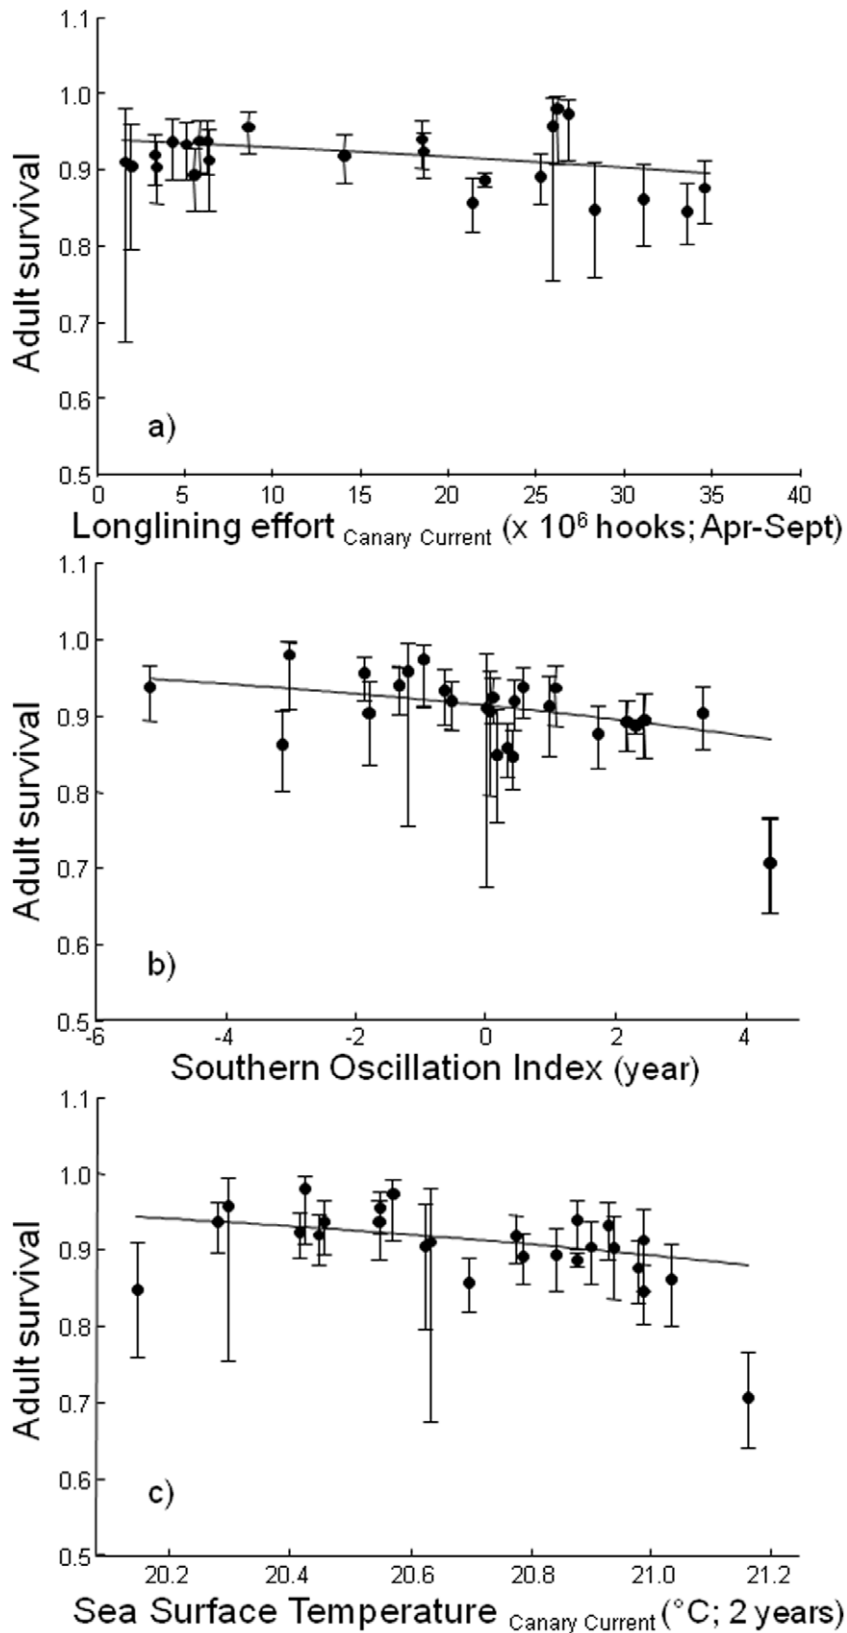 1.1
1.0
0.9
0.8
0.7
0.6
0.5
Adult survival
a)
0 5 10 15 20 25 30 35 40
Longlining effort Canary Current (x 10⁶ hooks; Apr-Sept)
1.1
1.0
0.9
0.8
0.7
0.6
0.5
Adult survival
b)
-6 -4 -2 0 2 4
Southern Oscillation Index (year)
1.1
1.0
0.9
0.8
0.7
0.6
0.5
Adult survival
c)
20.2 20.4 20.6 20.8 21.0 21.2
Sea Surface Temperature Canary Current (°C; 2 years)